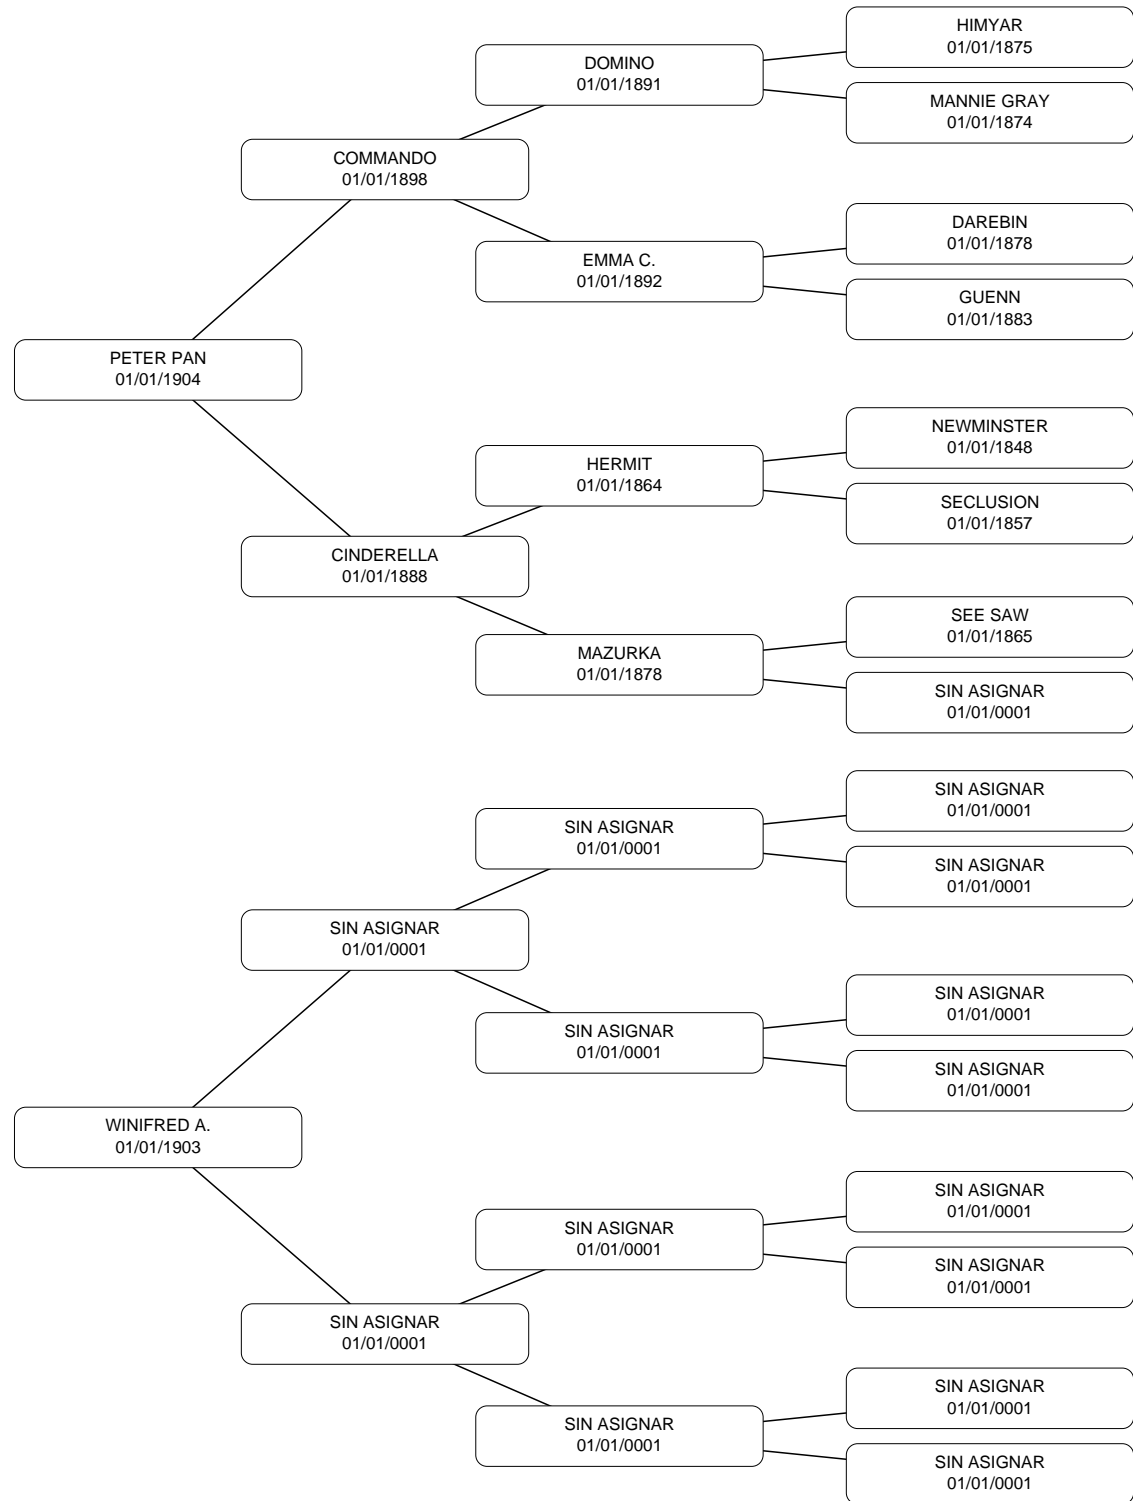 HIMYAR
01/01/1875
DOMINO
01/01/1891
MANNIE GRAY
01/01/1874
COMMANDO
01/01/1898
DAREBIN
01/01/1878
EMMA C.
01/01/1892
GUENN
01/01/1883
PETER PAN
01/01/1904
NEWMINSTER
01/01/1848
HERMIT
01/01/1864
SECLUSION
01/01/1857
CINDERELLA
01/01/1888
SEE SAW
01/01/1865
MAZURKA
01/01/1878
SIN ASIGNAR
01/01/0001
SIN ASIGNAR
01/01/0001
SIN ASIGNAR
01/01/0001
SIN ASIGNAR
01/01/0001
SIN ASIGNAR
01/01/0001
SIN ASIGNAR
01/01/0001
SIN ASIGNAR
01/01/0001
SIN ASIGNAR
01/01/0001
WINIFRED A.
01/01/1903
SIN ASIGNAR
01/01/0001
SIN ASIGNAR
01/01/0001
SIN ASIGNAR
01/01/0001
SIN ASIGNAR
01/01/0001
SIN ASIGNAR
01/01/0001
SIN ASIGNAR
01/01/0001
SIN ASIGNAR
01/01/0001